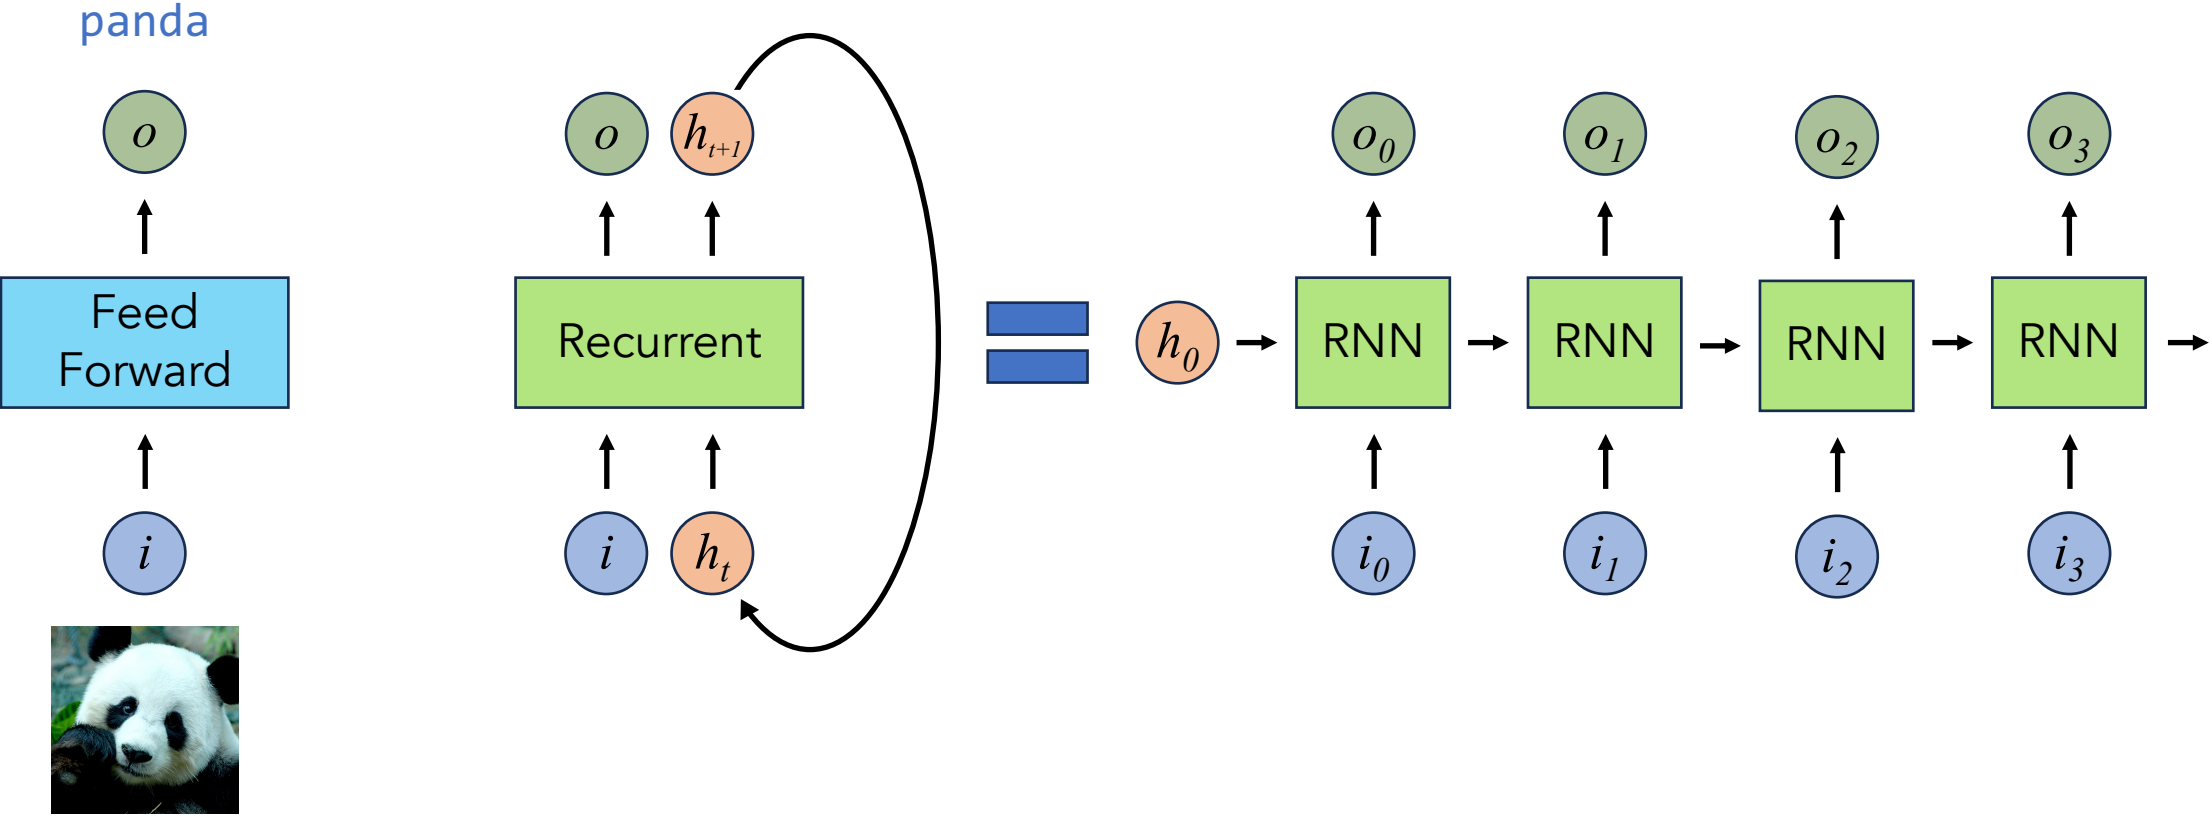 panda
o
o
h_{t+1}
o_0
o_1
o_2
o_3
Feed
Forward
Recurrent
h_0
RNN
RNN
RNN
RNN
i
i
h_t
i_0
i_1
i_2
i_3